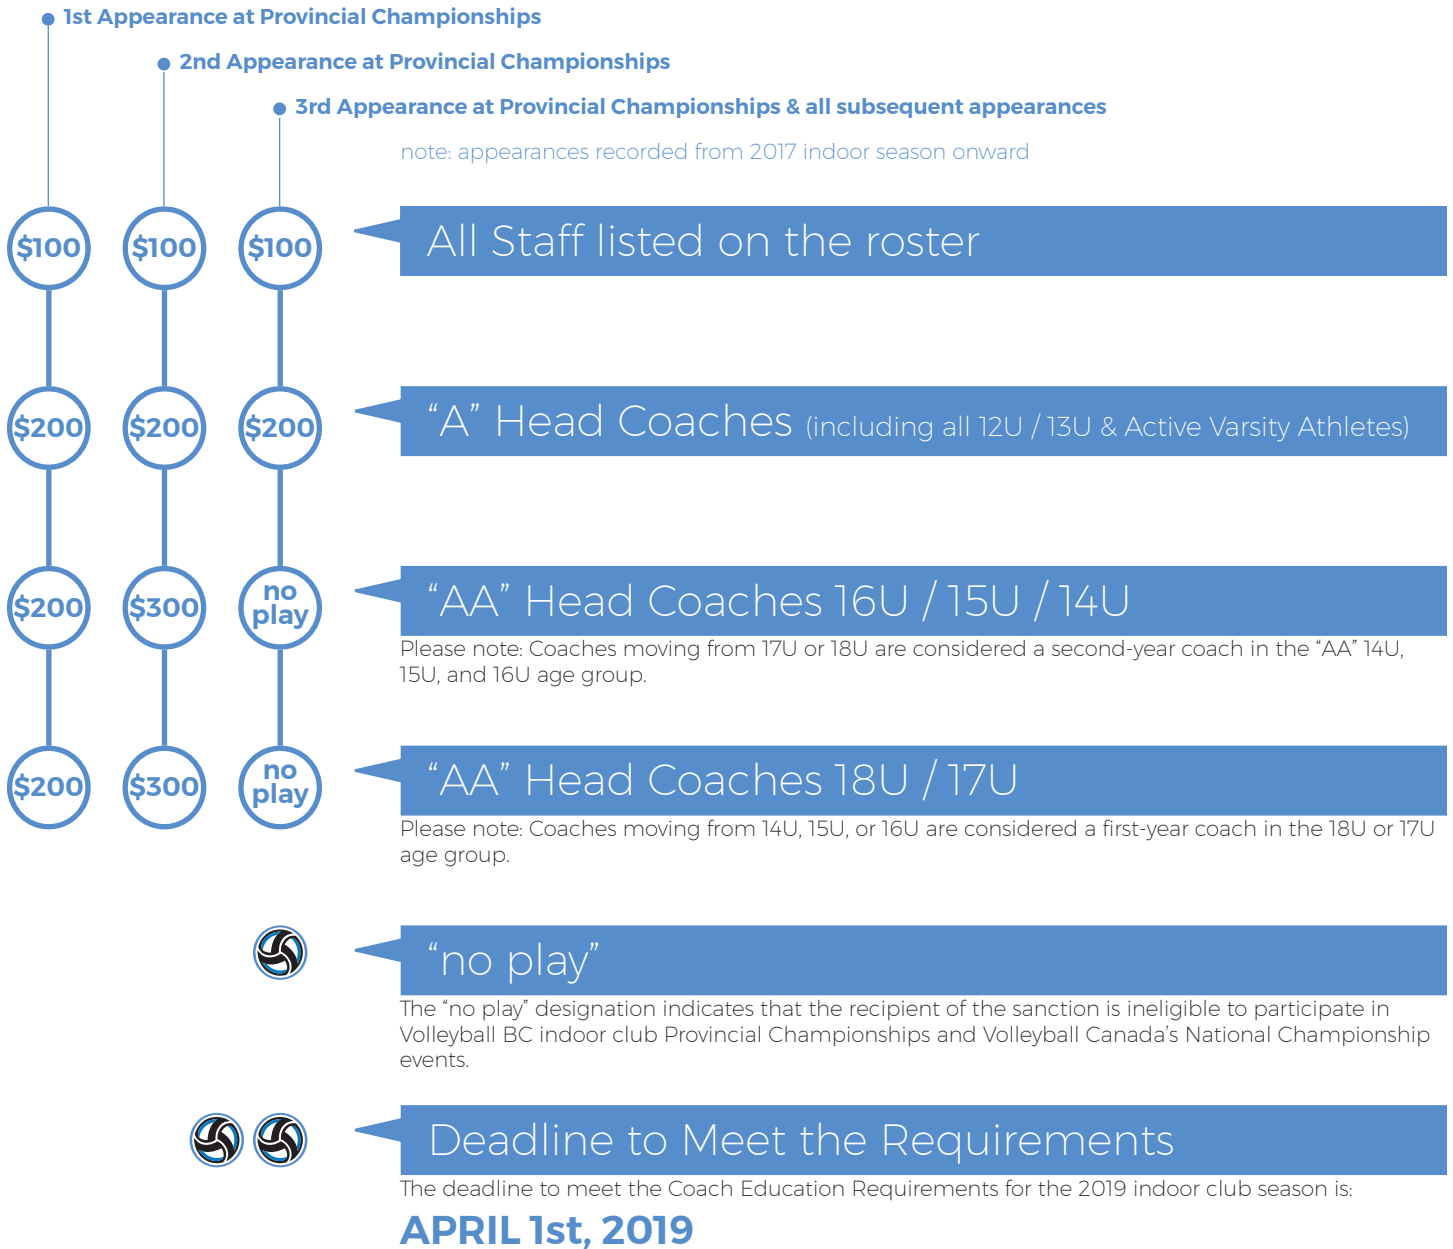 1st Appearance at Provincial Championships
2nd Appearance at Provincial Championships
3rd Appearance at Provincial Championships & all subsequent appearances
note: appearances recorded from 2017 indoor season onward
$100 $100 $100 All Staff listed on the roster
$200 $200 $200 “A” Head Coaches (including all 12U / 13U & Active Varsity Athletes)
$200 $300 no play “AA” Head Coaches 16U / 15U / 14U
Please note: Coaches moving from 17U or 18U are considered a second-year coach in the “AA” 14U,
15U, and 16U age group.
$200 $300 no play “AA” Head Coaches 18U / 17U
Please note: Coaches moving from 14U, 15U, or 16U are considered a first-year coach in the 18U or 17U
age group.
“no play”
The “no play” designation indicates that the recipient of the sanction is ineligible to participate in
Volleyball BC indoor club Provincial Championships and Volleyball Canada’s National Championship
events.
Deadline to Meet the Requirements
The deadline to meet the Coach Education Requirements for the 2019 indoor club season is:
APRIL 1st, 2019